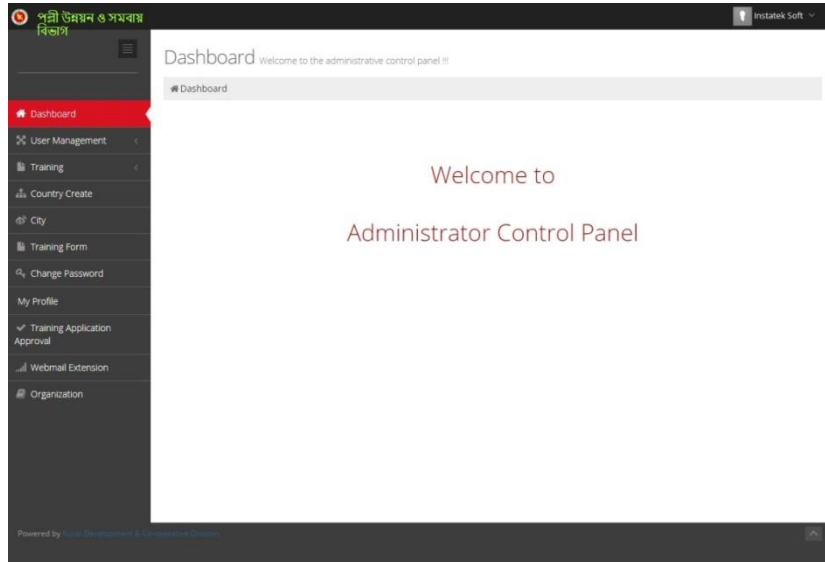 পল্লী উন্নয়ন ও সমবায়
বিভাগ
Instatek Soft
Dashboard Welcome to the administrative control panel !!!
Dashboard
Dashboard
User Management
Training
Country Create
City
Training Form
Change Password
My Profile
Training Application
Approval
Webmail Extension
Organization
Welcome to
Administrator Control Panel
Powered by Rural Development & Co-operative Division